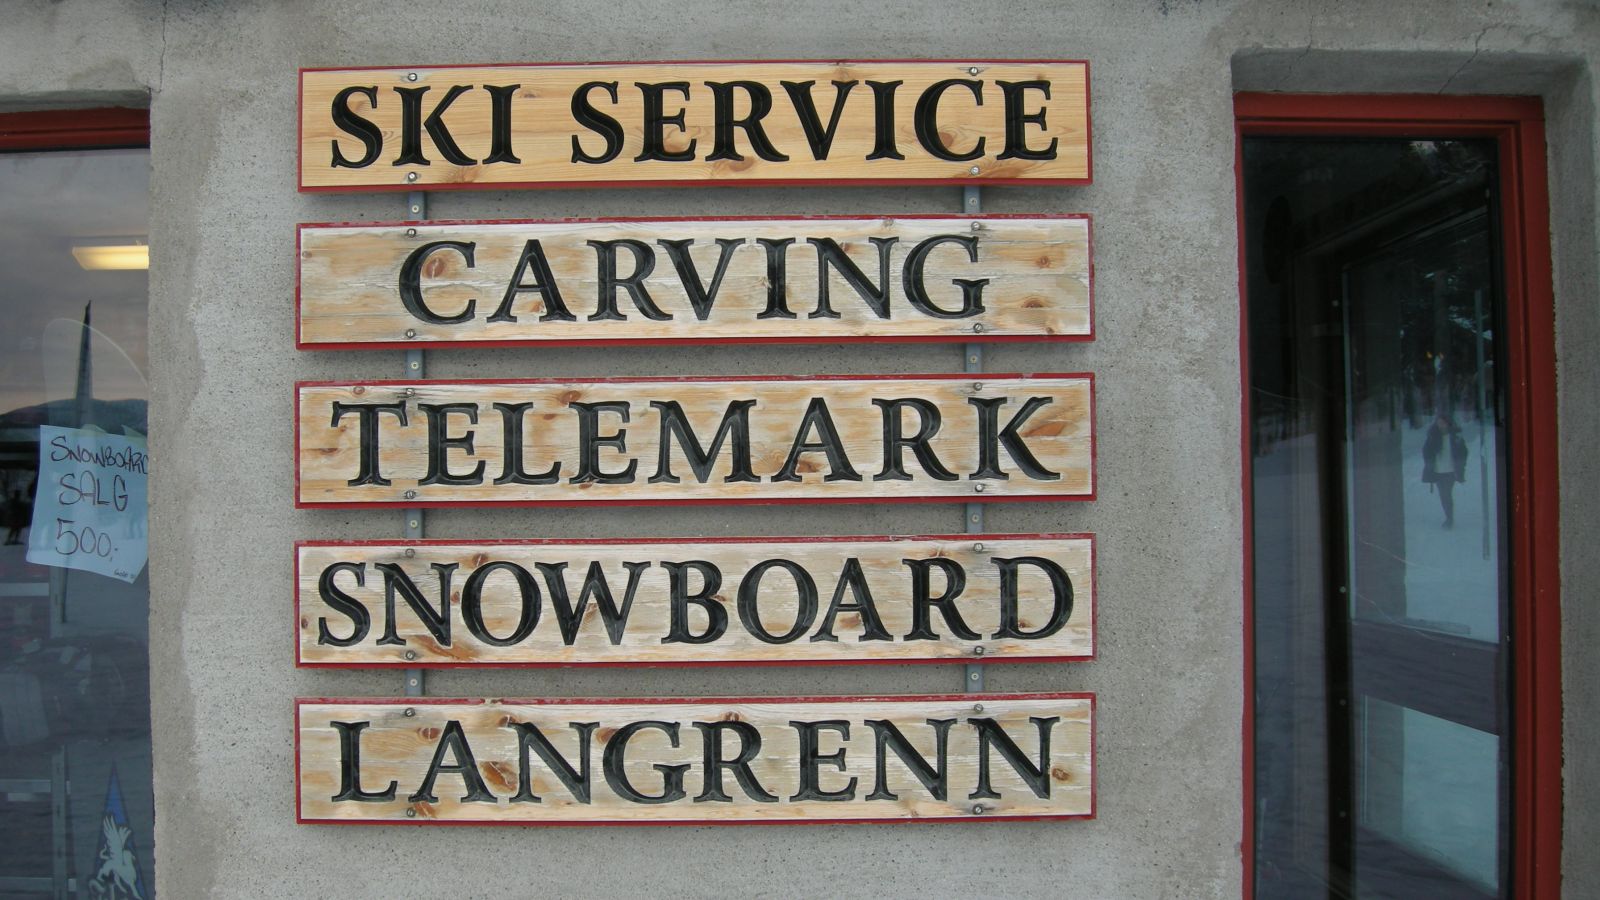 SKI SERVICE
CARVING
TELEMARK
SNOWBOARD
LANGRENN
SNOWBOARD
SALG
500,-